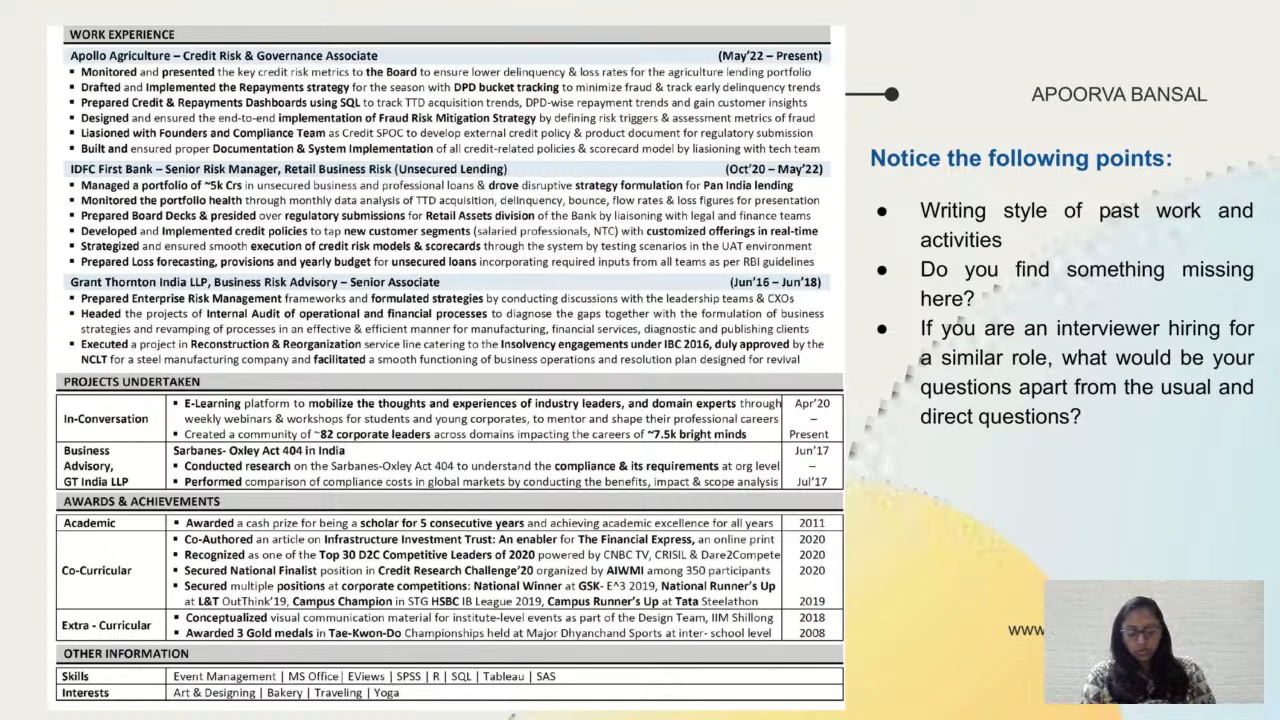 WORK EXPERIENCE
Apollo Agriculture – Credit Risk & Governance Associate (May'22 – Present)
▪ Monitored and presented the key credit risk metrics to the Board to ensure lower delinquency & loss rates for the agriculture lending portfolio
▪ Drafted and Implemented the Repayments strategy for the season with DPD bucket tracking to minimize fraud & track early delinquency trends
▪ Prepared Credit & Repayments Dashboards using SQL to track TTD acquisition trends, DPD-wise repayment trends and gain customer insights
▪ Designed and ensured the end-to-end implementation of Fraud Risk Mitigation Strategy by defining risk triggers & assessment metrics of fraud
▪ Liasioned with Founders and Compliance Team as Credit SPOC to develop external credit policy & product document for regulatory submission
▪ Built and ensured proper Documentation & System Implementation of all credit-related policies & scorecard model by liasioning with tech team
IDFC First Bank – Senior Risk Manager, Retail Business Risk (Unsecured Lending) (Oct'20 – May'22)
▪ Managed a portfolio of ~5k Crs in unsecured business and professional loans & drove disruptive strategy formulation for Pan India lending
▪ Monitored the portfolio health through monthly data analysis of TTD acquisition, delinquency, bounce, flow rates & loss figures for presentation
▪ Prepared Board Decks & presided over regulatory submissions for Retail Assets division of the Bank by liaisoning with legal and finance teams
▪ Developed and Implemented credit policies to tap new customer segments (salaried professionals, NTC) with customized offerings in real-time
▪ Strategized and ensured smooth execution of credit risk models & scorecards through the system by testing scenarios in the UAT environment
▪ Prepared Loss forecasting, provisions and yearly budget for unsecured loans incorporating required inputs from all teams as per RBI guidelines
Grant Thornton India LLP, Business Risk Advisory – Senior Associate (Jun'16 – Jun'18)
▪ Prepared Enterprise Risk Management frameworks and formulated strategies by conducting discussions with the leadership teams & CXOs
▪ Headed the projects of Internal Audit of operational and financial processes to diagnose the gaps together with the formulation of business
strategies and revamping of processes in an effective & efficient manner for manufacturing, financial services, diagnostic and publishing clients
▪ Executed a project in Reconstruction & Reorganization service line catering to the Insolvency engagements under IBC 2016, duly approved by the
NCLT for a steel manufacturing company and facilitated a smooth functioning of business operations and resolution plan designed for revival
PROJECTS UNDERTAKEN
In-Conversation
▪ E-Learning platform to mobilize the thoughts and experiences of industry leaders, and domain experts through
weekly webinars & workshops for students and young corporates, to mentor and shape their professional careers
▪ Created a community of ~82 corporate leaders across domains impacting the careers of ~7.5k bright minds
Apr'20
–
Present
Business
Advisory,
GT India LLP
Sarbanes- Oxley Act 404 in India
▪ Conducted research on the Sarbanes-Oxley Act 404 to understand the compliance & its requirements at org level
▪ Performed comparison of compliance costs in global markets by conducting the benefits, impact & scope analysis
Jun'17
–
Jul'17
AWARDS & ACHIEVEMENTS
Academic ▪ Awarded a cash prize for being a scholar for 5 consecutive years and achieving academic excellence for all years 2011
Co-Curricular
▪ Co-Authored an article on Infrastructure Investment Trust: An enabler for The Financial Express, an online print 2020
▪ Recognized as one of the Top 30 D2C Competitive Leaders of 2020 powered by CNBC TV, CRISIL & Dare2Compete 2020
▪ Secured National Finalist position in Credit Research Challenge'20 organized by AIWMI among 350 participants 2020
▪ Secured multiple positions at corporate competitions: National Winner at GSK- E^3 2019, National Runner's Up
at L&T OutThink'19, Campus Champion in STG HSBC IB League 2019, Campus Runner's Up at Tata Steelathon 2019
Extra - Curricular
▪ Conceptualized visual communication material for institute-level events as part of the Design Team, IIM Shillong 2018
▪ Awarded 3 Gold medals in Tae-Kwon-Do Championships held at Major Dhyanchand Sports at inter- school level 2008
OTHER INFORMATION
Skills Event Management | MS Office| EViews | SPSS | R | SQL | Tableau | SAS
Interests Art & Designing | Bakery | Traveling | Yoga
APOORVA BANSAL
Notice the following points:
● Writing style of past work and
activities
● Do you find something missing
here?
● If you are an interviewer hiring for
a similar role, what would be your
questions apart from the usual and
direct questions?
www